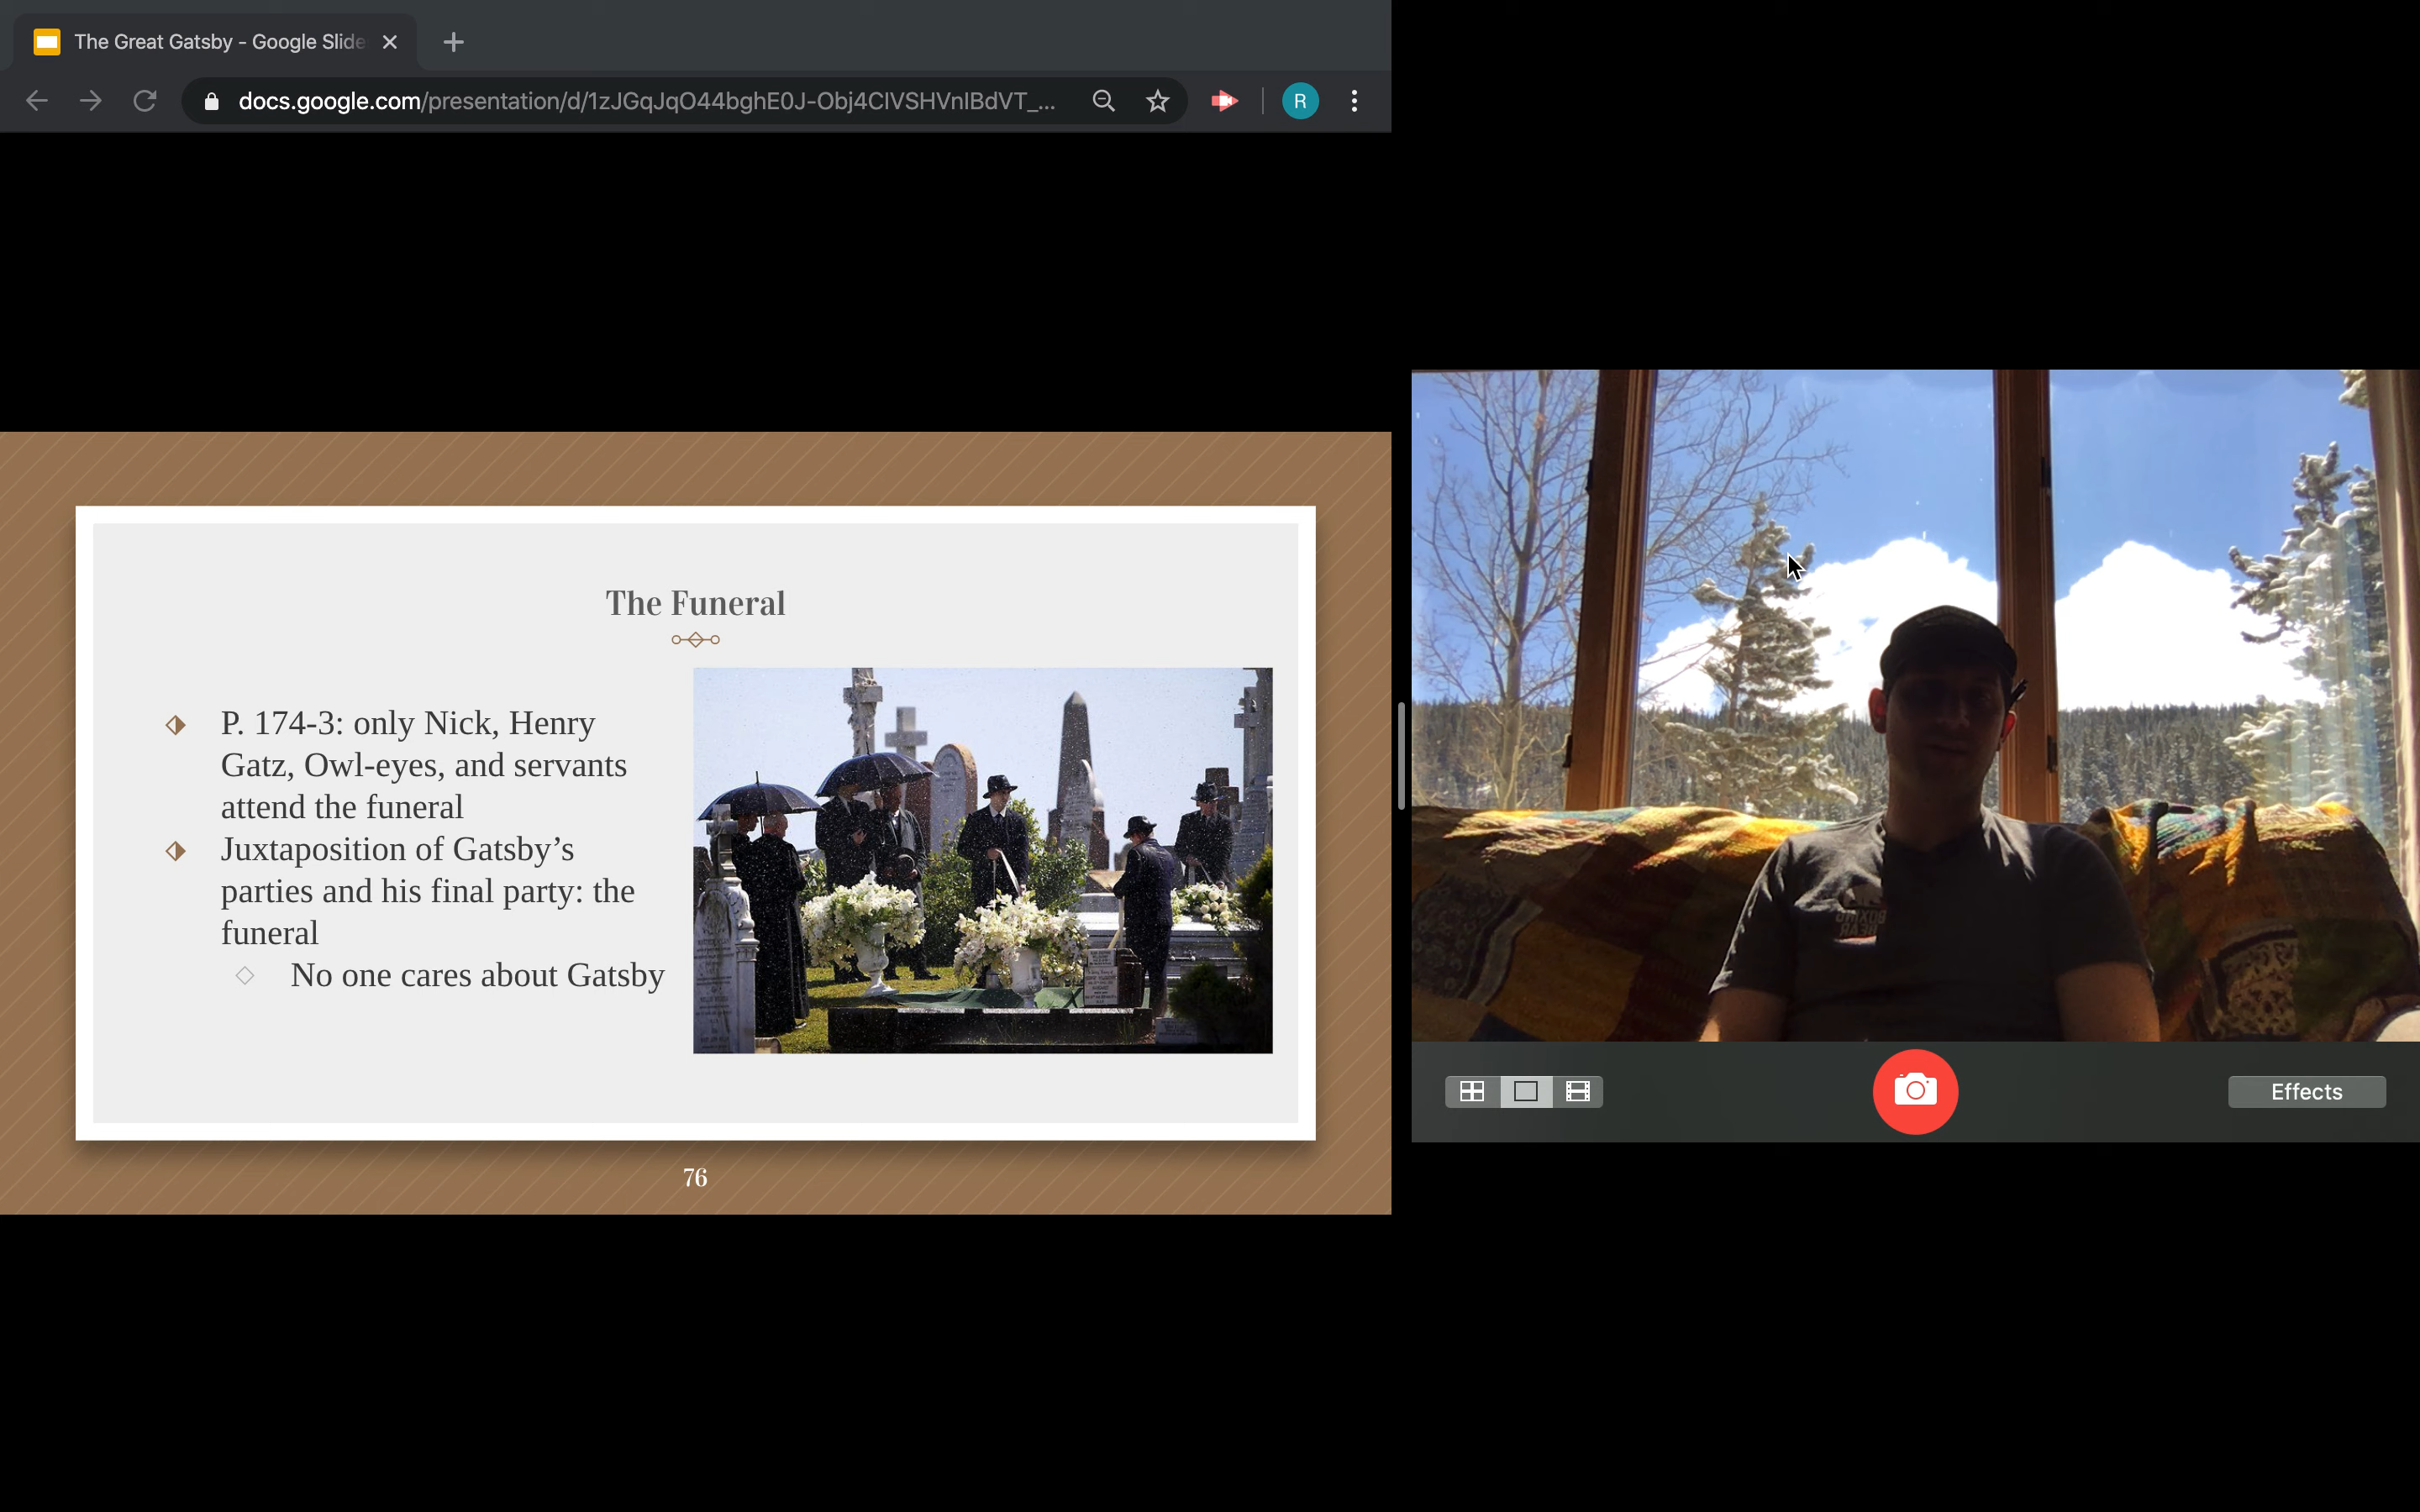 The Great Gatsby - Google Slide
docs.google.com/presentation/d/1zJGqJqO44bghE0J-Obj4ClVSHVnlBdVT_...
R
The Funeral
P. 174-3: only Nick, Henry
Gatz, Owl-eyes, and servants
attend the funeral
Juxtaposition of Gatsby’s
parties and his final party: the
funeral
No one cares about Gatsby
76
Effects